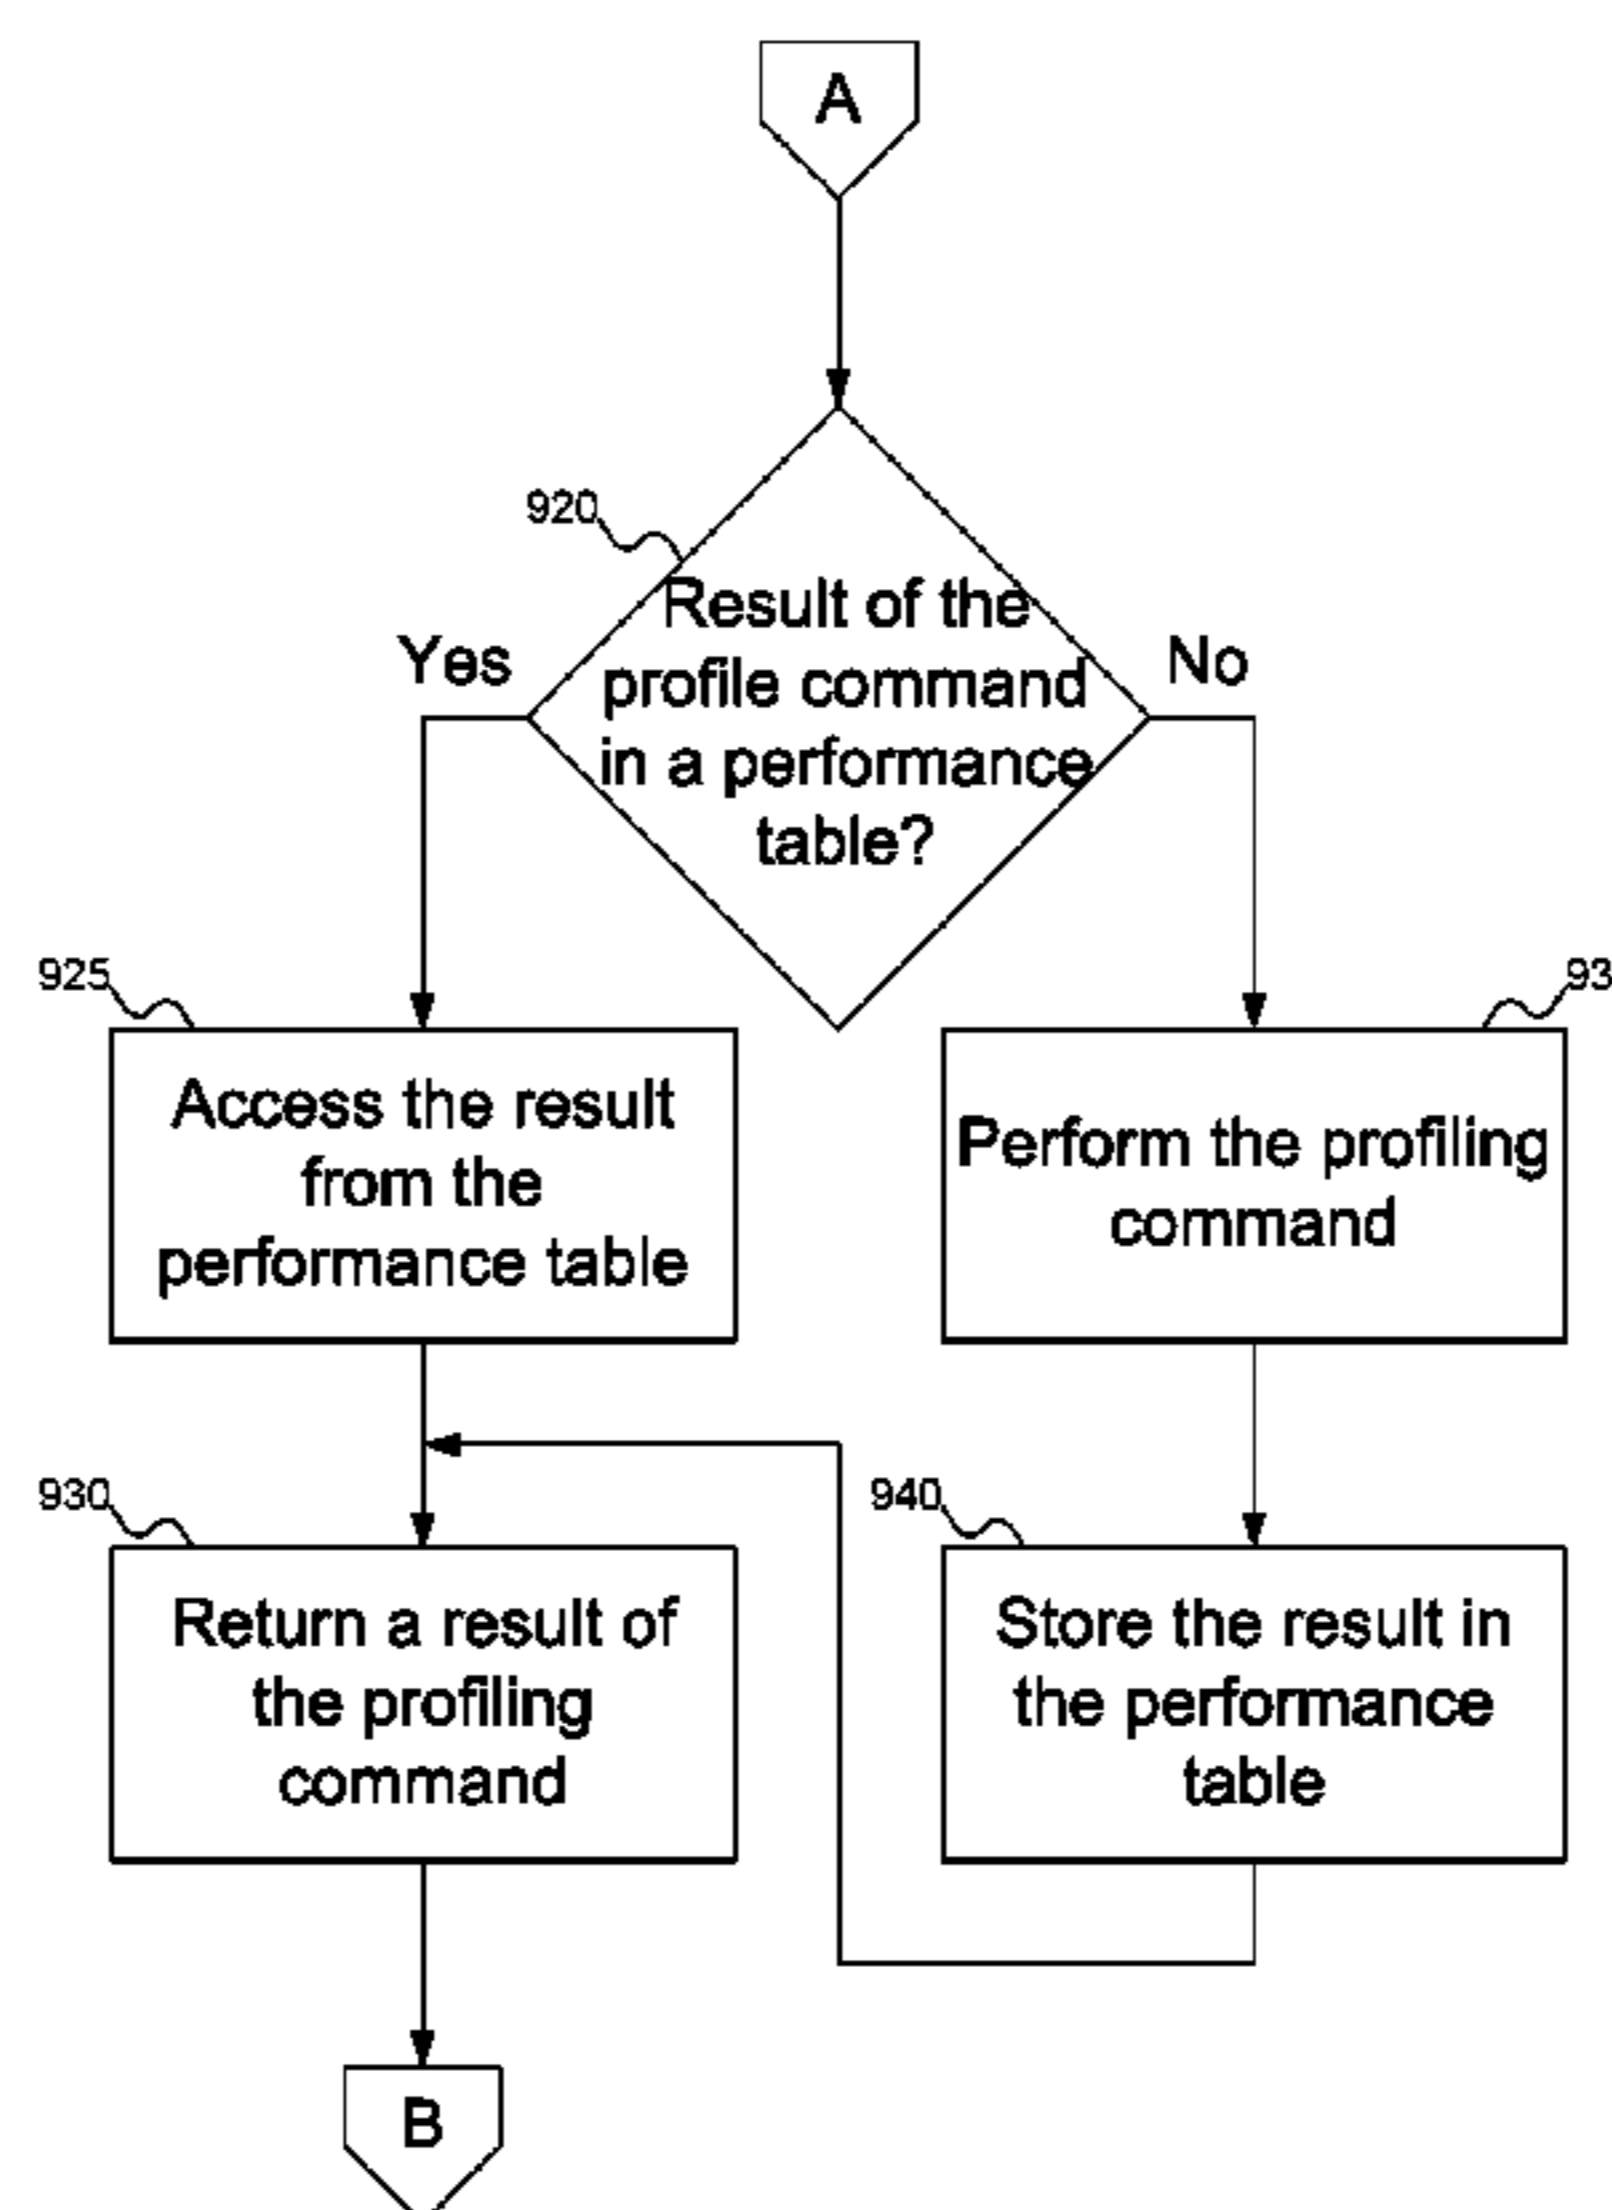 A
920
Result of the
profile command
in a performance
table?
Yes
No
925
Access the result
from the
performance table
93
Perform the profiling
command
930
Return a result of
the profiling
command
940
Store the result in
the performance
table
B